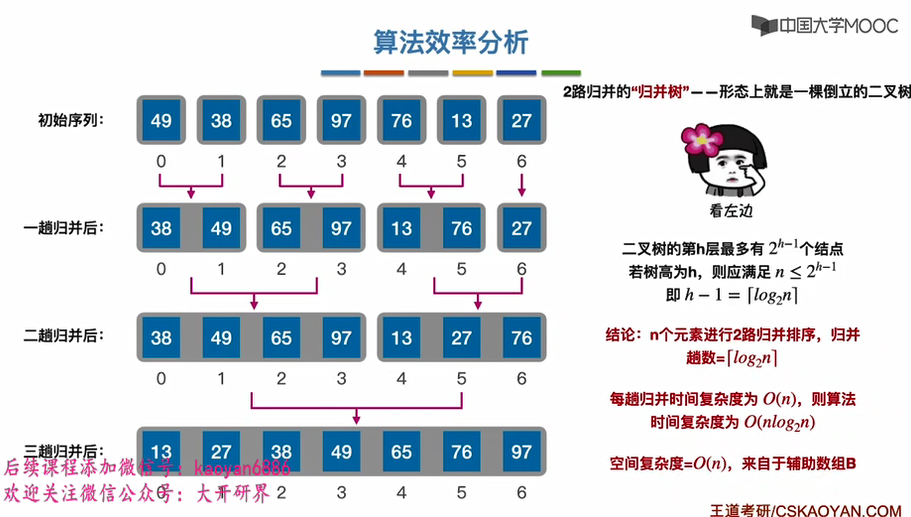 中国大学MOOC
算法效率分析
2路归并的“归并树”——形态上就是一棵倒立的二叉树
初始序列:
49 38 65 97 76 13 27
0 1 2 3 4 5 6
看左边
一趟归并后:
38 49 65 97 13 76 27
0 1 2 3 4 5 6
二叉树的第h层最多有 2^{h−1}个结点
若树高为h，则应满足 n ≤ 2^{h−1}
即 h − 1 = ⌈log₂n⌉
二趟归并后:
38 49 65 97 13 27 76
0 1 2 3 4 5 6
结论：n个元素进行2路归并排序，归并
趟数=⌈log₂n⌉
每趟归并时间复杂度为 O(n)，则算法
时间复杂度为 O(nlog₂n)
三趟归并后:
13 27 38 49 65 76 97
0 1 2 3 4 5 6
空间复杂度=O(n)，来自于辅助数组B
后续课程添加微信号：kaoyan6886
欢迎关注微信公众号：大开研界
王道考研/CSKAOYAN.COM